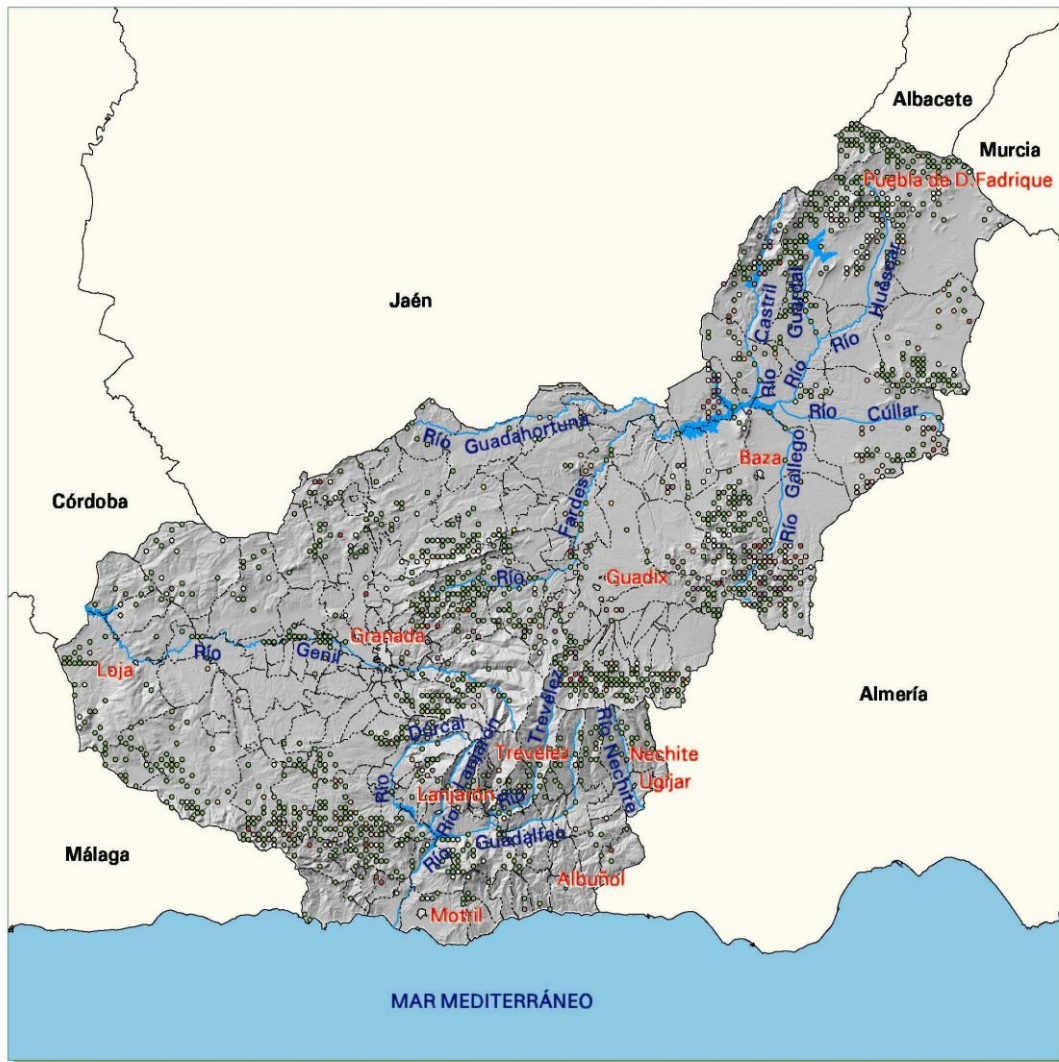 Albacete
Murcia
Puebla de D.Fadrique
Jaén
Río Castril
Río Guardal
Río Huéscar
Río Cúllar
Río Guadahortuna
Baza
Río Gallego
Córdoba
Río Fardes
Guadix
Granada
Río Genil
Loja
Almería
Río Dúrcal
Río Lanjarón
Río Trevélez
Trevélez
Río Nechite
Nechite
Ugíjar
Lanjarón
Río Guadalfeo
Málaga
Albuñol
Motril
MAR MEDITERRÁNEO